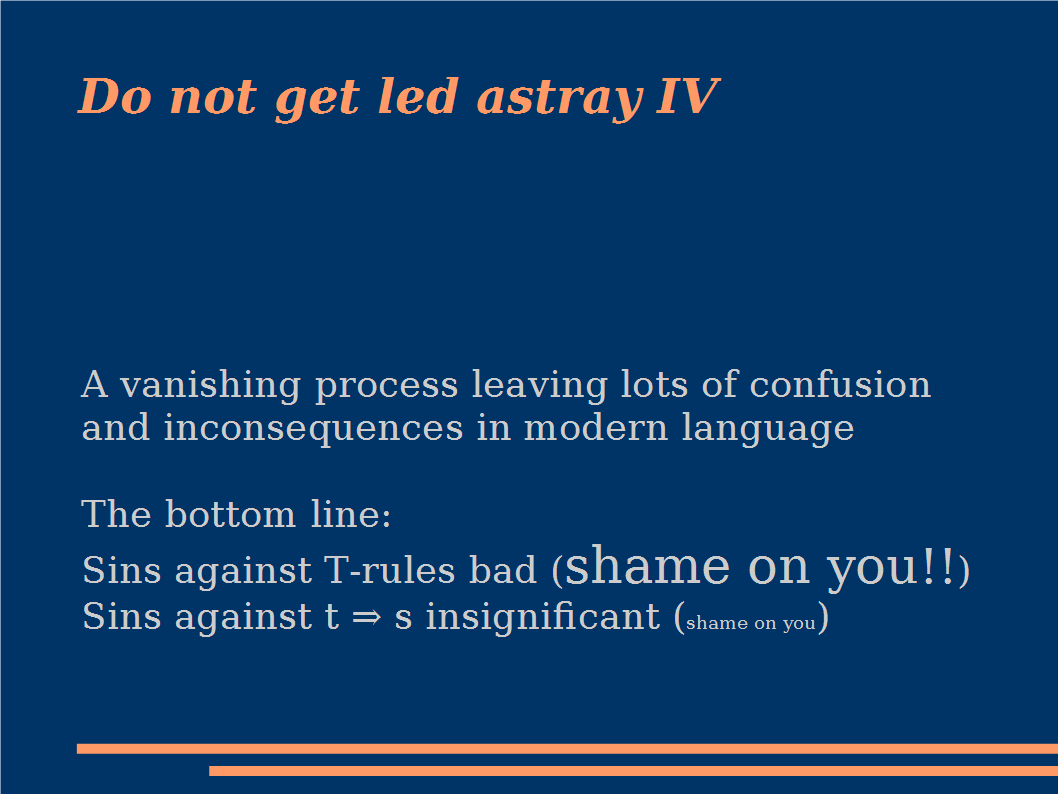 Do not get led astray IV
A vanishing process leaving lots of confusion
and inconsequences in modern language
The bottom line:
Sins against T-rules bad (shame on you!!)
Sins against t ⇒ s insignificant (shame on you)